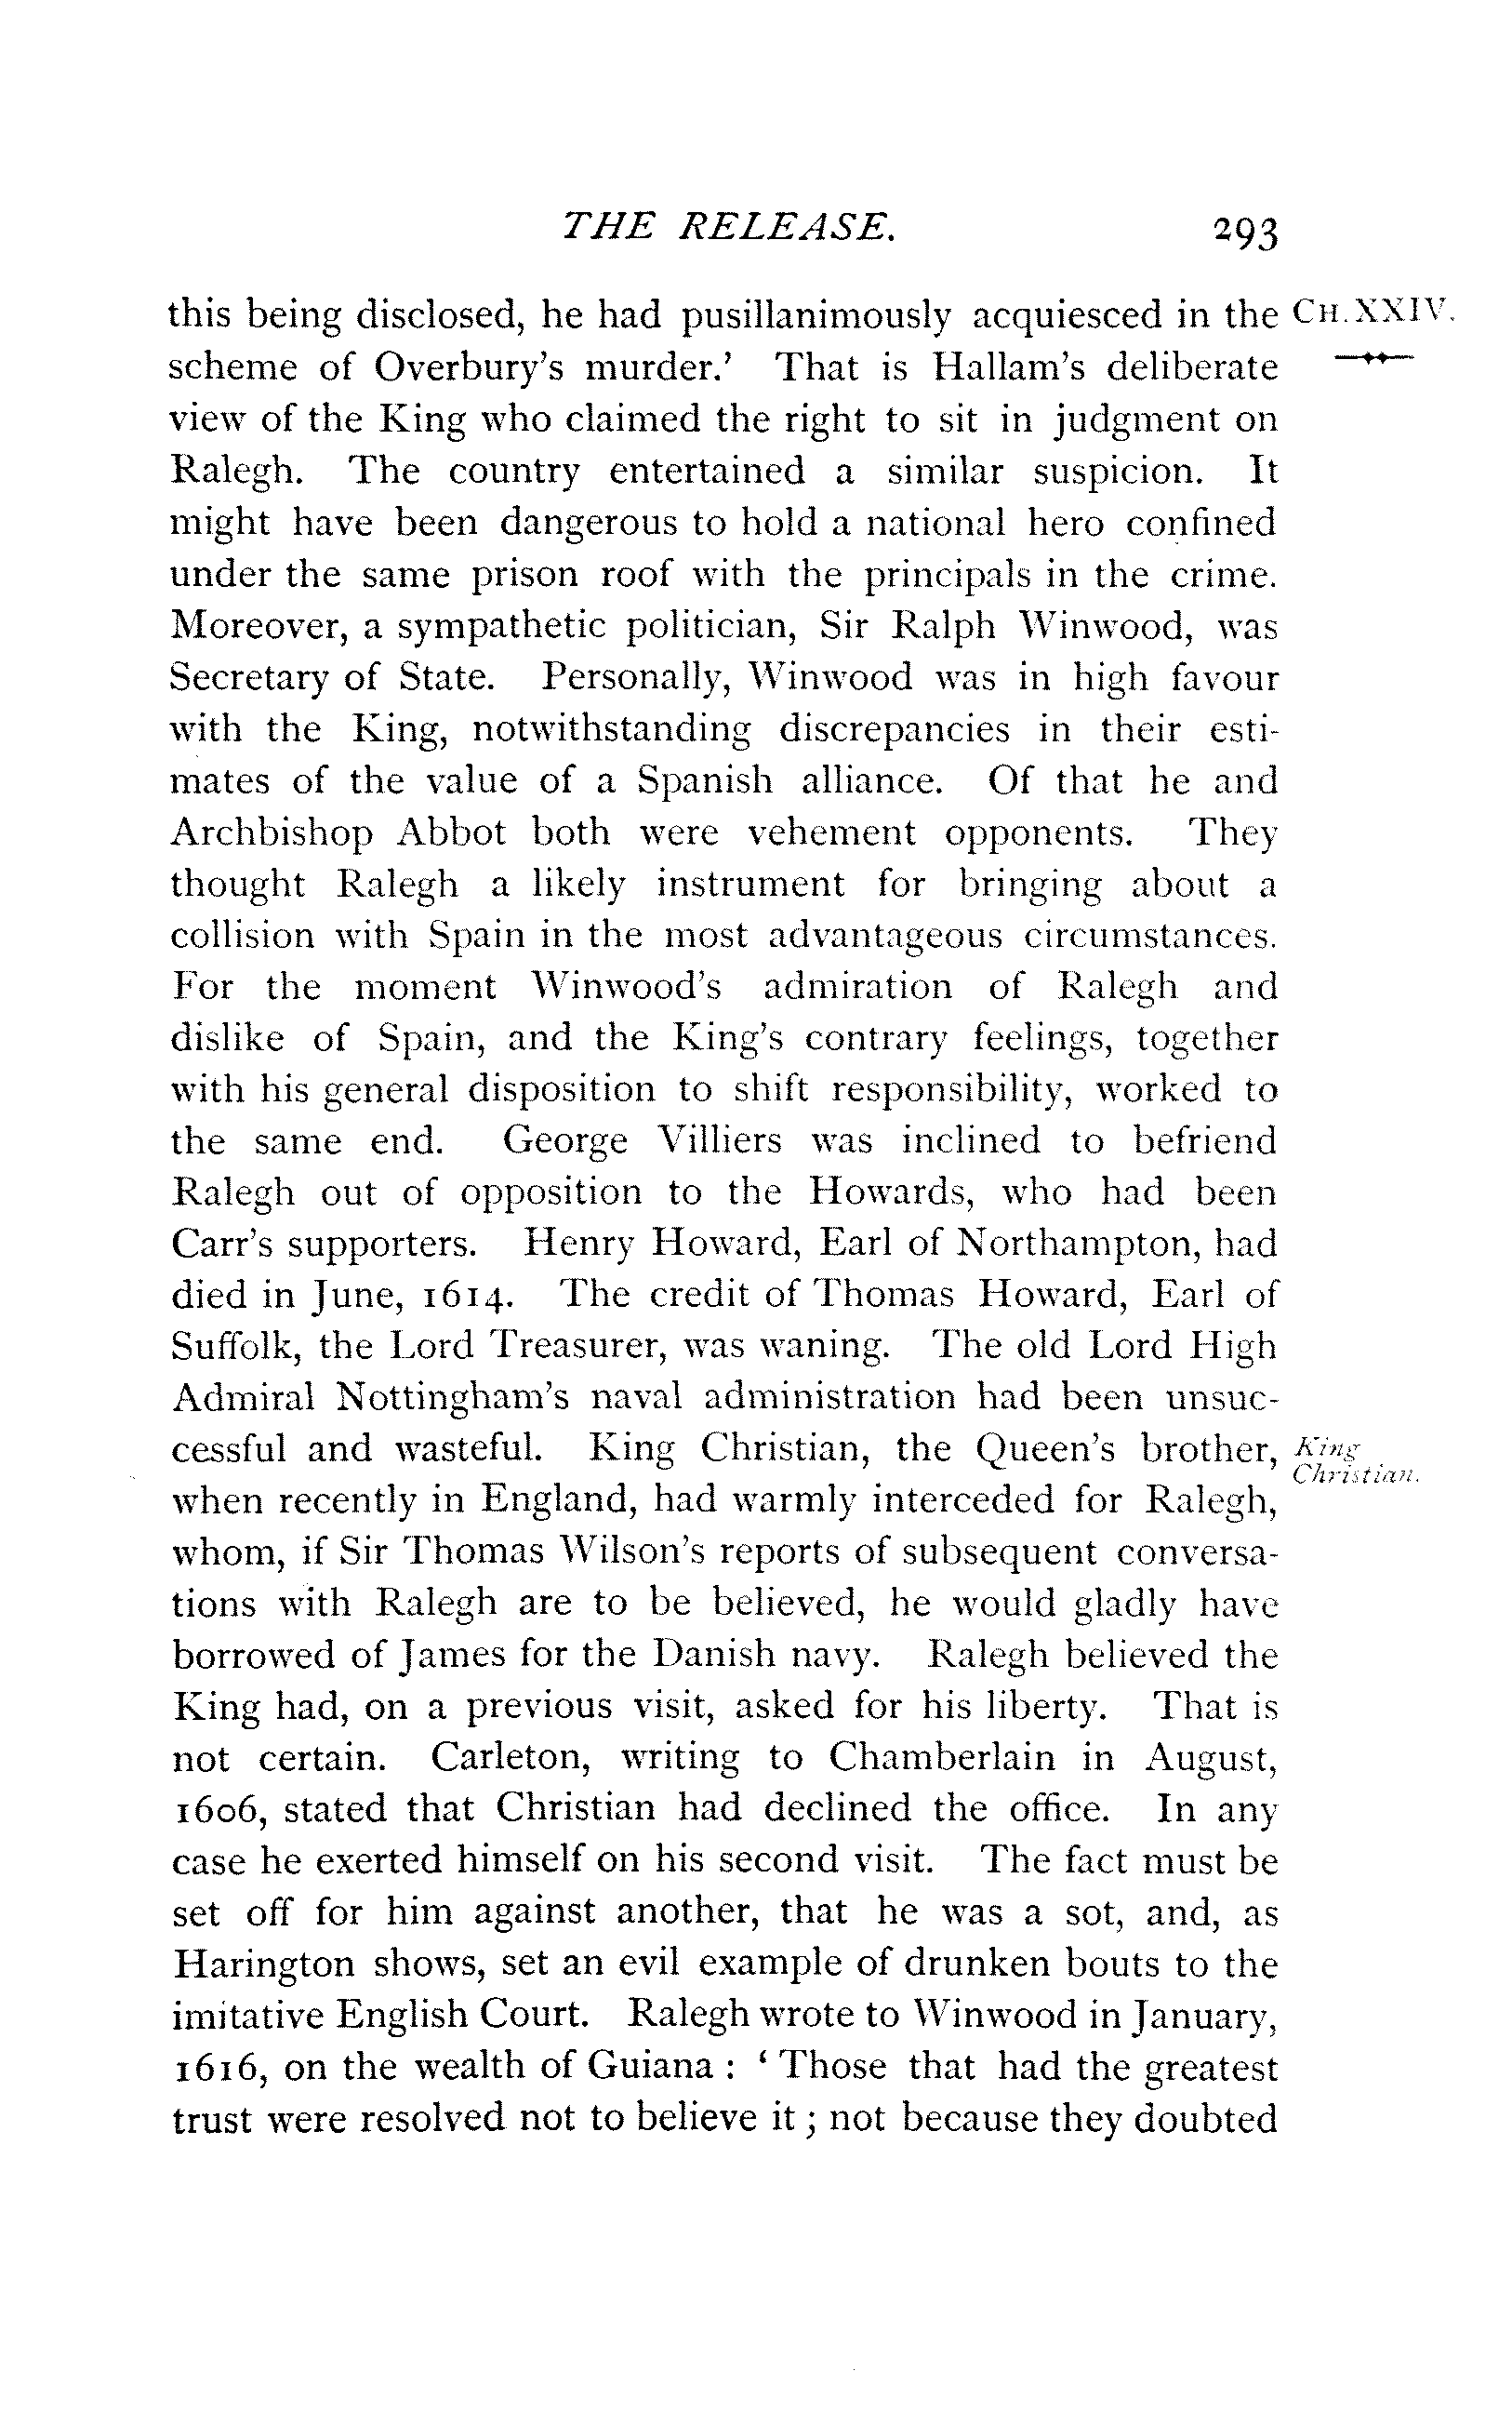 THE RELEASE. 293
this being disclosed, he had pusillanimously acquiesced in the CH. XXIV.
scheme of Overbury's murder.' That is Hallam's deliberate
view of the King who claimed the right to sit in judgment on
Ralegh. The country entertained a similar suspicion. It
might have been dangerous to hold a national hero confined
under the same prison roof with the principals in the crime.
Moreover, a sympathetic politician, Sir Ralph Winwood, was
Secretary of State. Personally, Winwood was in high favour
with the King, notwithstanding discrepancies in their esti-
mates of the value of a Spanish alliance. Of that he and
Archbishop Abbot both were vehement opponents. They
thought Ralegh a likely instrument for bringing about a
collision with Spain in the most advantageous circumstances.
For the moment Winwood's admiration of Ralegh and
dislike of Spain, and the King's contrary feelings, together
with his general disposition to shift responsibility, worked to
the same end. George Villiers was inclined to befriend
Ralegh out of opposition to the Howards, who had been
Carr's supporters. Henry Howard, Earl of Northampton, had
died in June, 1614. The credit of Thomas Howard, Earl of
Suffolk, the Lord Treasurer, was waning. The old Lord High
Admiral Nottingham's naval administration had been unsuc-
cessful and wasteful. King Christian, the Queen's brother, King
Christian.
when recently in England, had warmly interceded for Ralegh,
whom, if Sir Thomas Wilson's reports of subsequent conversa-
tions with Ralegh are to be believed, he would gladly have
borrowed of James for the Danish navy. Ralegh believed the
King had, on a previous visit, asked for his liberty. That is
not certain. Carleton, writing to Chamberlain in August,
1606, stated that Christian had declined the office. In any
case he exerted himself on his second visit. The fact must be
set off for him against another, that he was a sot, and, as
Harington shows, set an evil example of drunken bouts to the
imitative English Court. Ralegh wrote to Winwood in January,
1616, on the wealth of Guiana : ' Those that had the greatest
trust were resolved not to believe it ; not because they doubted